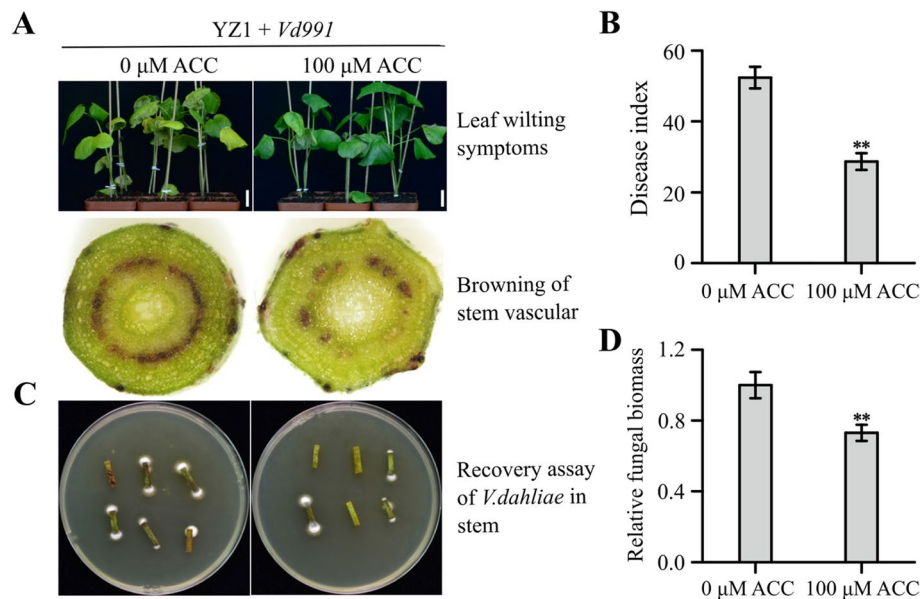 A
YZ1 + Vd991
0 μM ACC
100 μM ACC
Leaf wilting
symptoms
Browning of
stem vascular
B
Disease index
60
40
20
0
**
0 μM ACC
100 μM ACC
C
Recovery assay
of V.dahliae in
stem
D
Relative fungal biomass
1.2
0.8
0.4
0.0
**
0 μM ACC
100 μM ACC